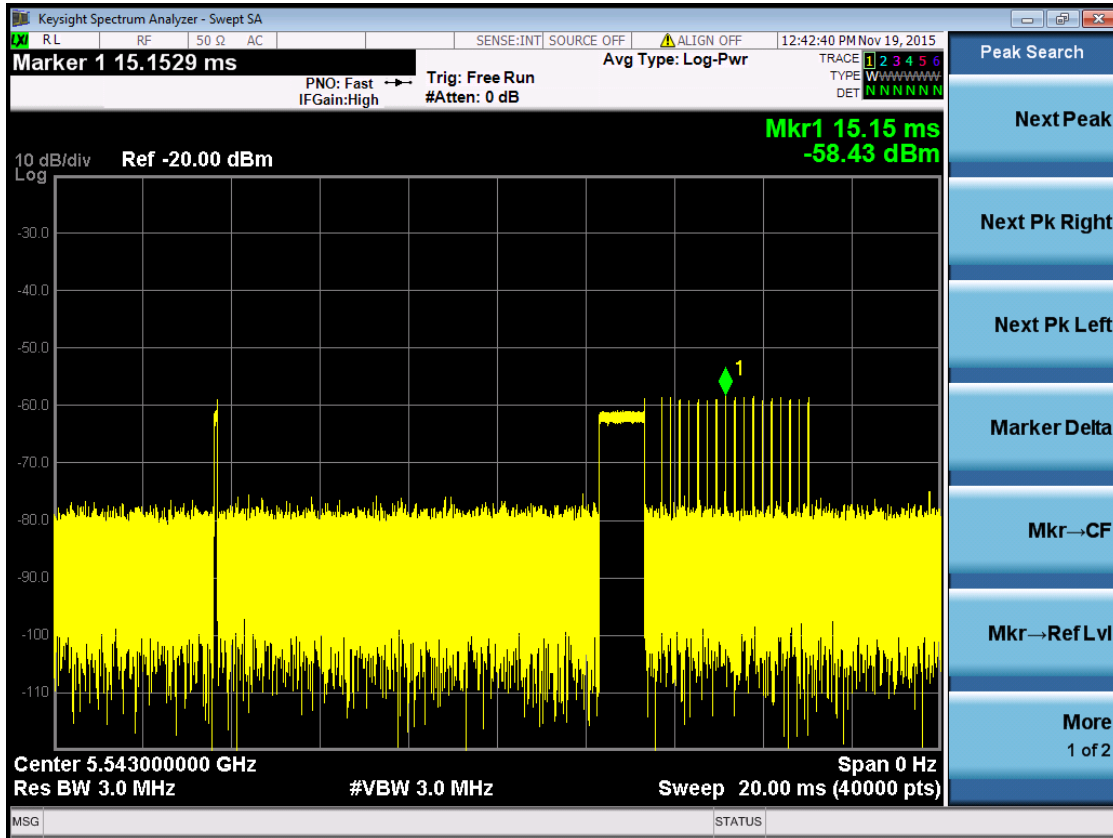 Keysight Spectrum Analyzer - Swept SA
LXI RL RF 50 Ω AC SENSE:INT SOURCE OFF ALIGN OFF 12:42:40 PM Nov 19, 2015
Marker 1 15.1529 ms
PNO: Fast
IFGain:High
Trig: Free Run
#Atten: 0 dB
Avg Type: Log-Pwr
TRACE 1 2 3 4 5 6
TYPE WWWWWW
DET N N N N N N
Mkr1 15.15 ms
-58.43 dBm
10 dB/div Ref -20.00 dBm
Log
-30.0
-40.0
-50.0
1
-60.0
-70.0
-80.0
-90.0
-100
-110
Center 5.543000000 GHz Span 0 Hz
Res BW 3.0 MHz #VBW 3.0 MHz Sweep 20.00 ms (40000 pts)
MSG STATUS
Peak Search
Next Peak
Next Pk Right
Next Pk Left
Marker Delta
Mkr→CF
Mkr→Ref Lvl
More
1 of 2